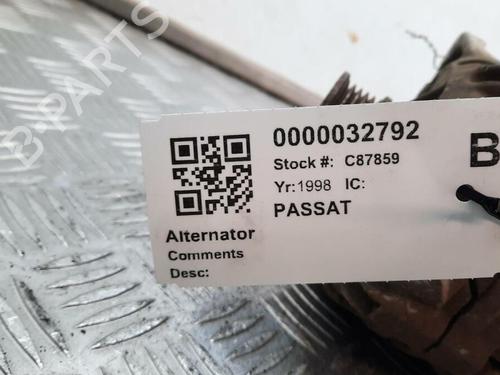 0000032792
Stock #: C87859
Yr:1998 IC:
PASSAT
B
Alternator
Comments
Desc:
B-PARTS